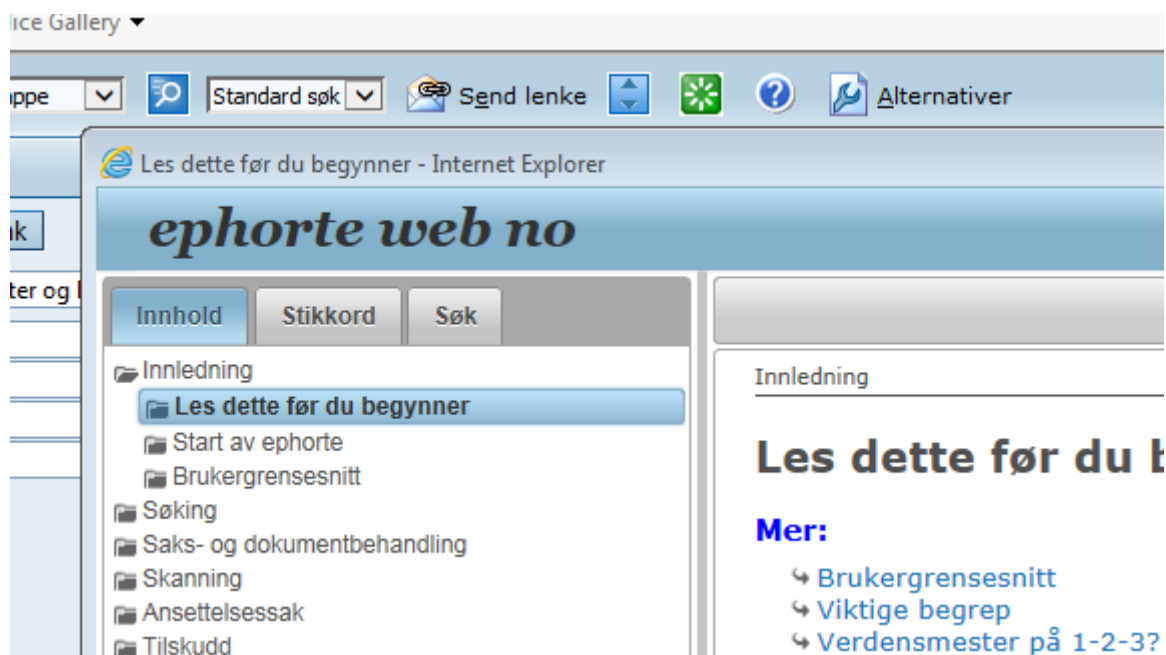 Gallery
Standard søk Send lenke Alternativer
Les dette før du begynner - Internet Explorer
ephorte web no
og
Innhold Stikkord Søk
Innledning
Les dette før du begynner
Start av ephorte
Brukergrensesnitt
Søking
Saks- og dokumentbehandling
Skanning
Ansettelsessak
Tilskudd
Innledning
Les dette før du b
Mer:
Brukergrensesnitt
Viktige begrep
Verdensmester på 1-2-3?